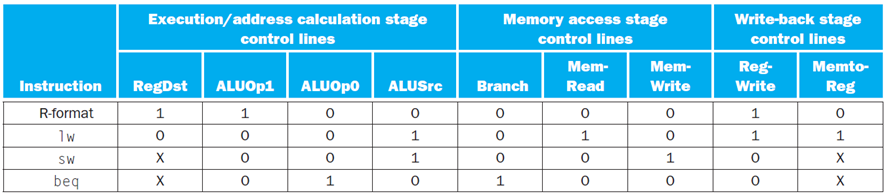 Execution/address calculation stage control lines Memory access stage control lines Write-back stage control lines
Instruction RegDst ALUOp1 ALUOp0 ALUSrc Branch Mem-Read Mem-Write Reg-Write Memto-Reg
R-format 1 1 0 0 0 0 0 1 0
lw 0 0 0 1 0 1 0 1 1
sw X 0 0 1 0 0 1 0 X
beq X 0 1 0 1 0 0 0 X